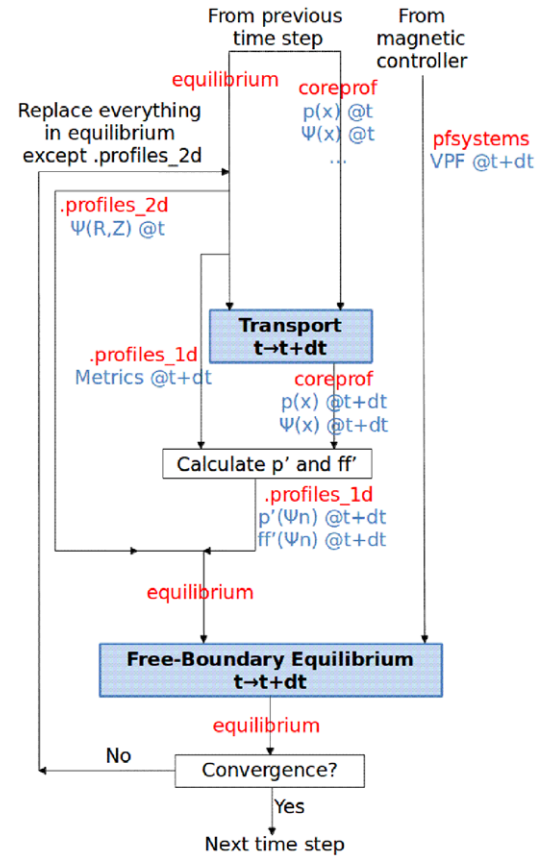 From previous
time step
From
magnetic
controller
equilibrium
coreprof
p(x) @t
Ψ(x) @t
...
Replace everything
in equilibrium
except .profiles_2d
pfsystems
VPF @t+dt
.profiles_2d
Ψ(R,Z) @t
Transport
t→t+dt
.profiles_1d
Metrics @t+dt
coreprof
p(x) @t+dt
Ψ(x) @t+dt
Calculate p’ and ff’
.profiles_1d
p’(Ψn) @t+dt
ff’(Ψn) @t+dt
equilibrium
Free-Boundary Equilibrium
t→t+dt
equilibrium
No
Convergence?
Yes
Next time step